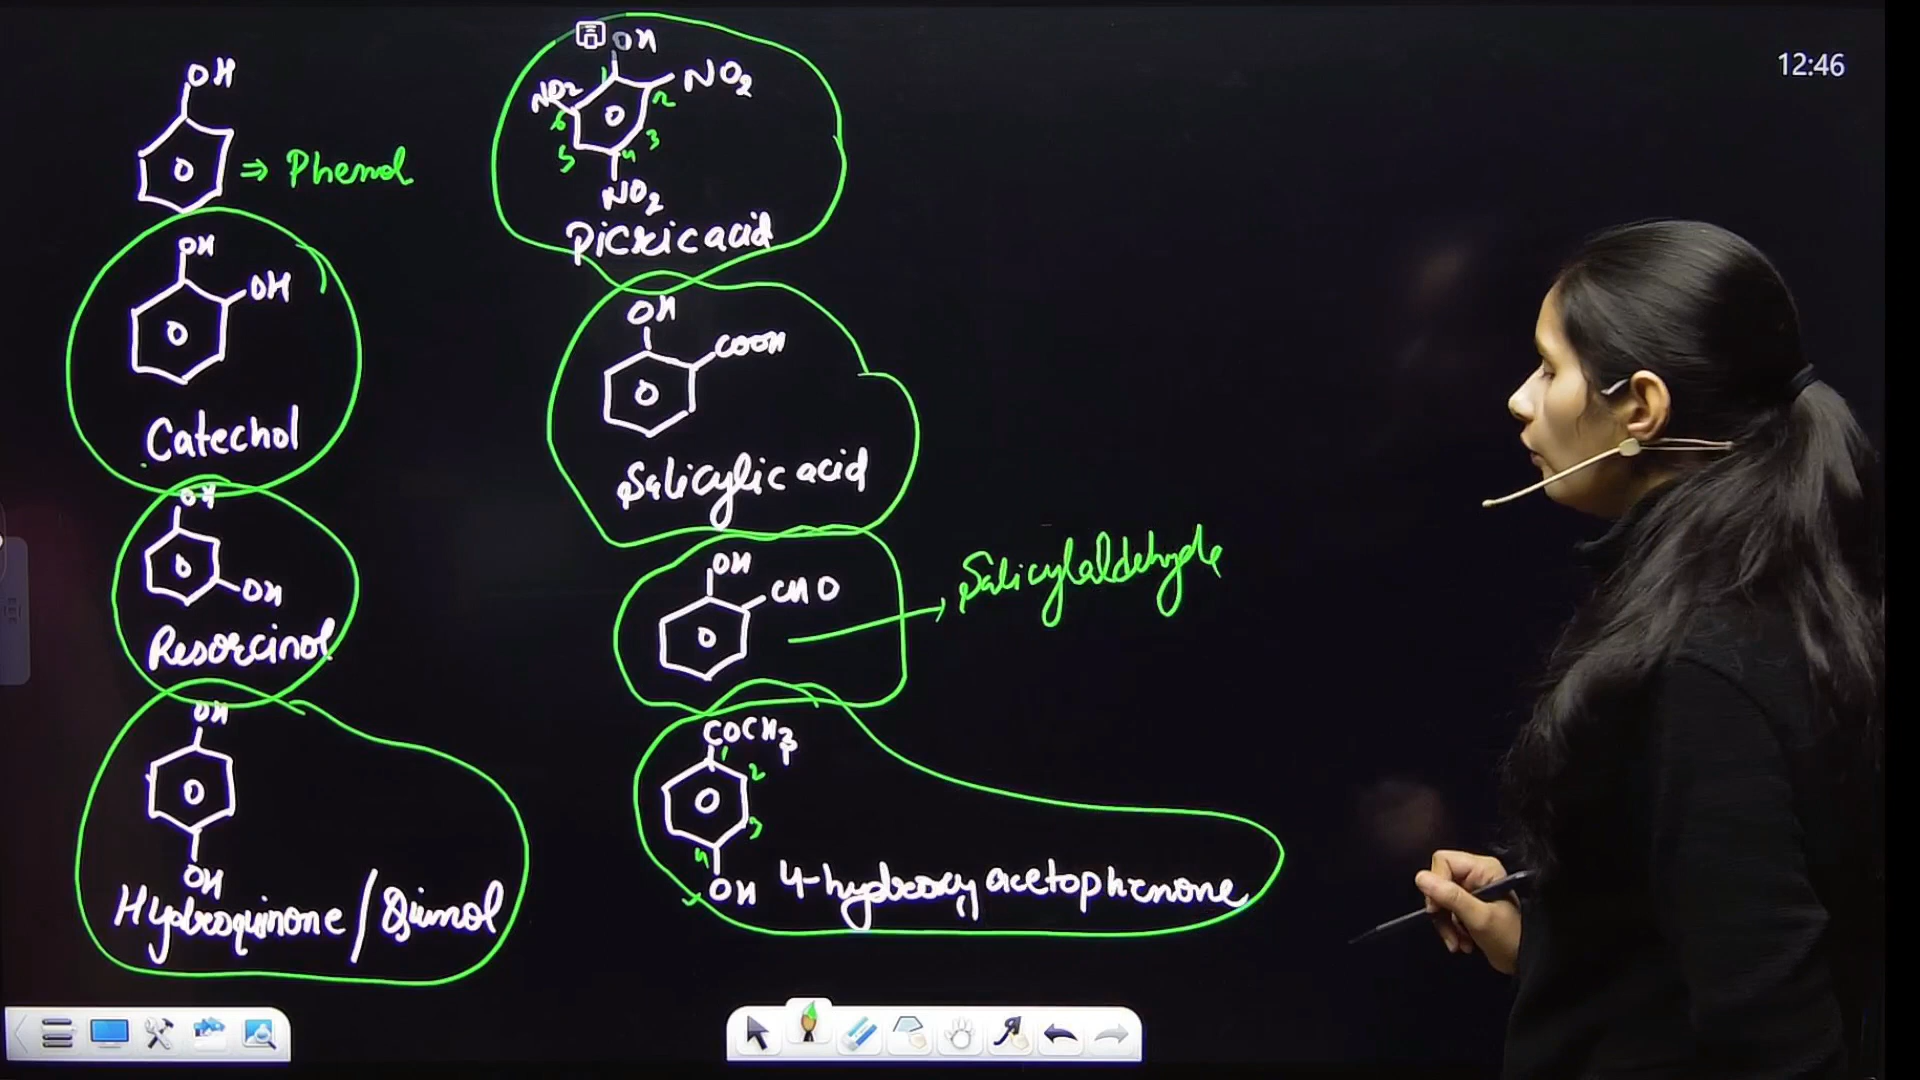 OH
⇒ Phenol
OH
OH
Catechol
OH
OH
Resorcinol
OH
OH
Hydroquinone / Quinol
OH
NO2
NO2
1
2
3
4
5
6
NO2
Picric acid
OH
COOH
Salicylic acid
OH
CHO
Salicylaldehyde
COCH3
1
2
3
4
OH
4-hydroxy acetophenone
12:46